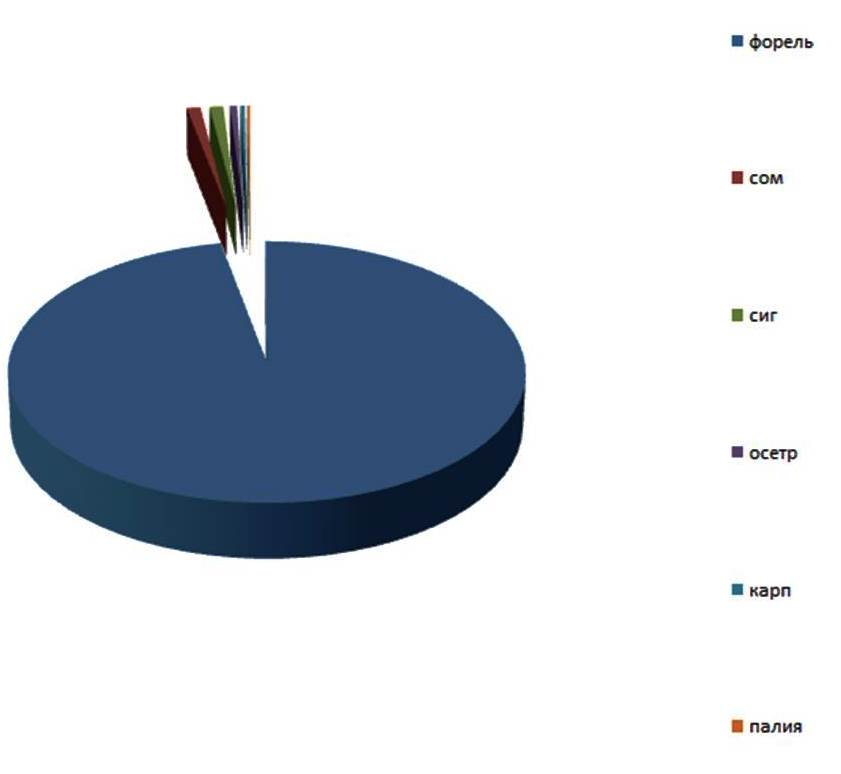 форель
сом
сиг
осетр
карп
палия